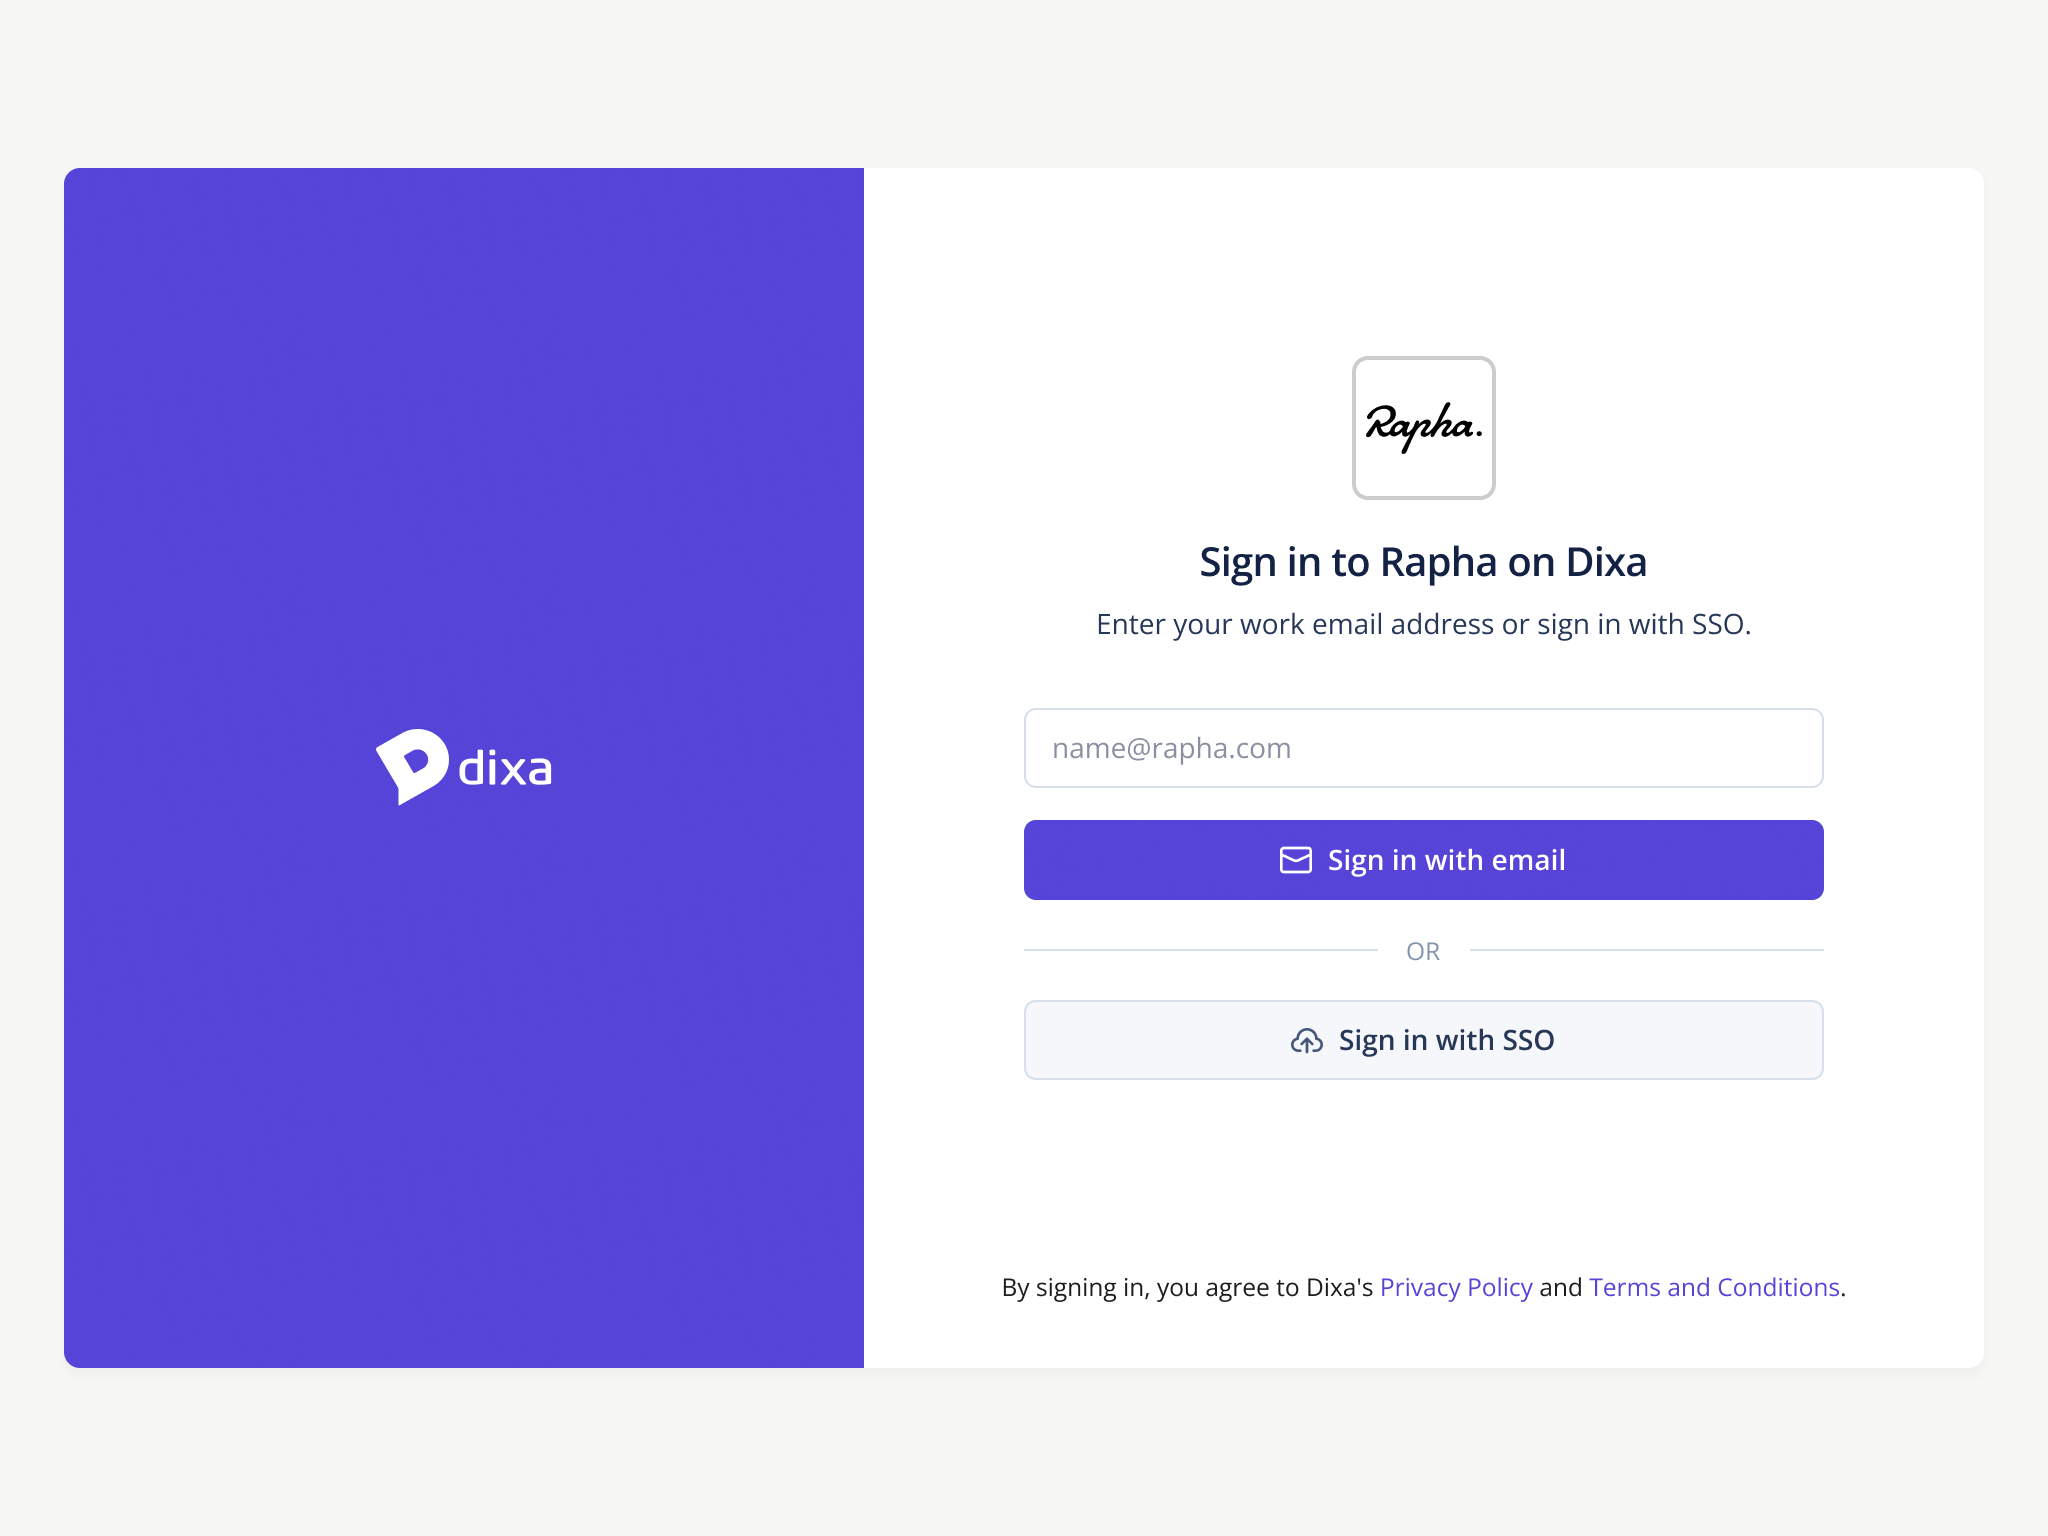 dixa
Rapha.
Sign in to Rapha on Dixa
Enter your work email address or sign in with SSO.
name@rapha.com
Sign in with email
OR
Sign in with SSO
By signing in, you agree to Dixa's Privacy Policy and Terms and Conditions.